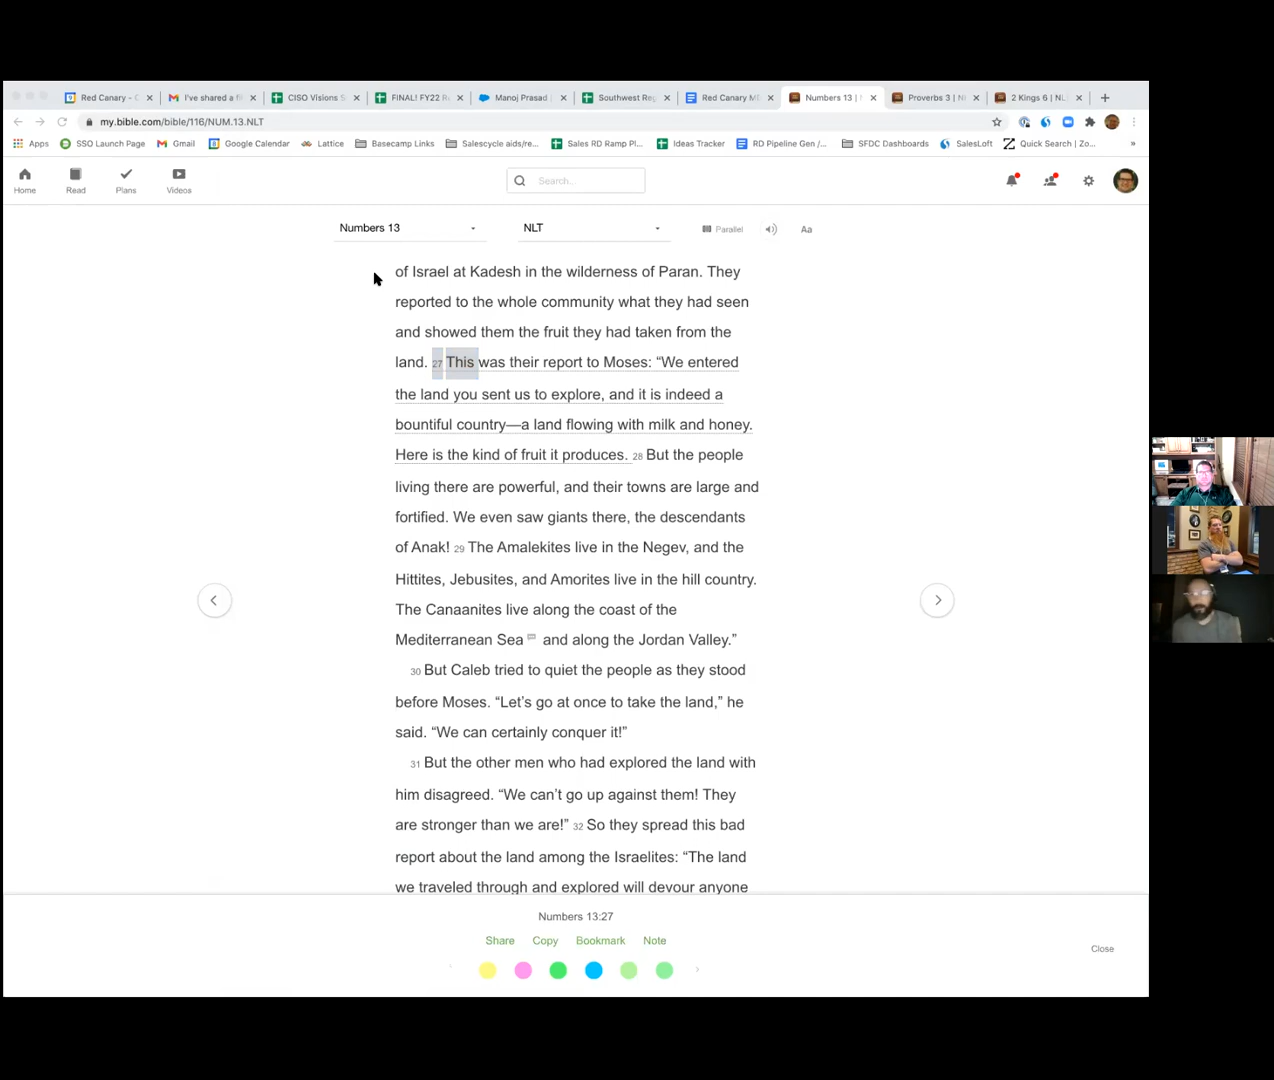 Red Canary - C
I've shared a fi
CISO Visions S
FINAL! FY22 R
Manoj Prasad |
Southwest Reg
Red Canary M
Numbers 13 |
Proverbs 3 | N
2 Kings 6 | NL
my.bible.com/bible/116/NUM.13.NLT
Apps SSO Launch Page Gmail Google Calendar Lattice Basecamp Links Salescycle aids/re... Sales RD Ramp Pl... Ideas Tracker RD Pipeline Gen /... SFDC Dashboards SalesLoft Quick Search | Zo... »
Home Read Plans Videos
Search...
Numbers 13 NLT Parallel Aa
of Israel at Kadesh in the wilderness of Paran. They
reported to the whole community what they had seen
and showed them the fruit they had taken from the
land. 27 This was their report to Moses: “We entered
the land you sent us to explore, and it is indeed a
bountiful country—a land flowing with milk and honey.
Here is the kind of fruit it produces. 28 But the people
living there are powerful, and their towns are large and
fortified. We even saw giants there, the descendants
of Anak! 29 The Amalekites live in the Negev, and the
Hittites, Jebusites, and Amorites live in the hill country.
The Canaanites live along the coast of the
Mediterranean Sea and along the Jordan Valley.”
30 But Caleb tried to quiet the people as they stood
before Moses. “Let’s go at once to take the land,” he
said. “We can certainly conquer it!”
31 But the other men who had explored the land with
him disagreed. “We can’t go up against them! They
are stronger than we are!” 32 So they spread this bad
report about the land among the Israelites: “The land
we traveled through and explored will devour anyone
Numbers 13:27
Share Copy Bookmark Note
Close